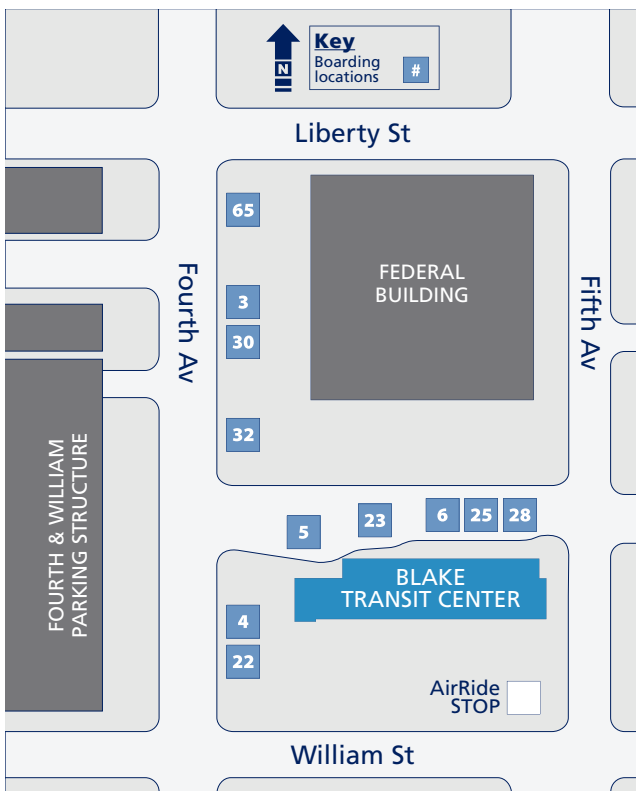 Key
Boarding
locations
#
N
Liberty St
65
FEDERAL
BUILDING
Fourth Av
Fifth Av
3
30
32
FOURTH & WILLIAM
PARKING STRUCTURE
5
23
6
25
28
BLAKE
TRANSIT CENTER
4
22
AirRide
STOP
William St